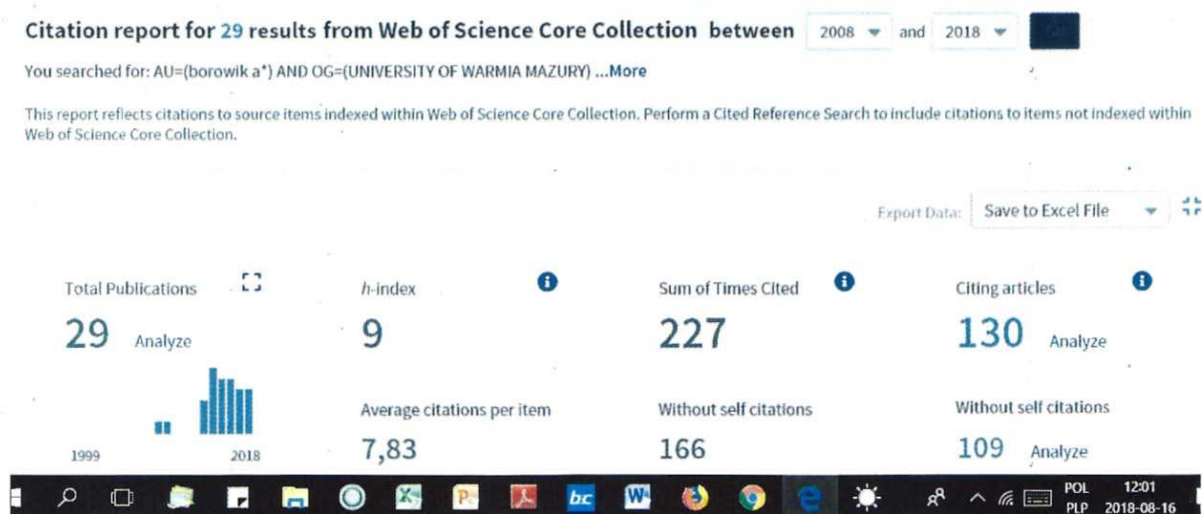 Citation report for 29 results from Web of Science Core Collection between 2008 and 2018
You searched for: AU=(borowik a*) AND OG=(UNIVERSITY OF WARMIA MAZURY) ...More
This report reflects citations to source items indexed within Web of Science Core Collection. Perform a Cited Reference Search to include citations to items not indexed within
Web of Science Core Collection.
Export Data: Save to Excel File
Total Publications
29 Analyze
1999 2018
h-index
9
Average citations per item
7,83
Sum of Times Cited
227
Without self citations
166
Citing articles
130 Analyze
Without self citations
109 Analyze
bc
POL
PLP
12:01
2018-08-16